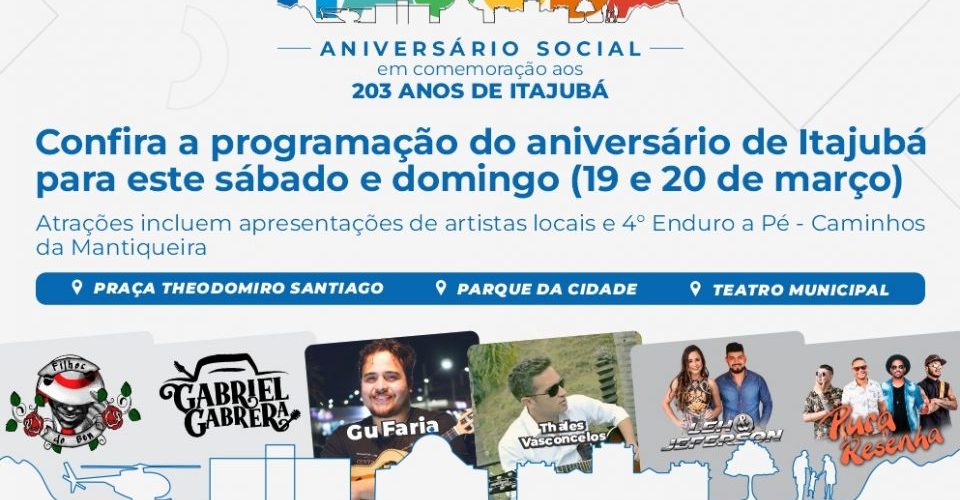 ANIVERSÁRIO SOCIAL
em comemoração aos
203 ANOS DE ITAJUBÁ
Confira a programação do aniversário de Itajubá
para este sábado e domingo (19 e 20 de março)
Atrações incluem apresentações de artistas locais e 4° Enduro a Pé - Caminhos
da Mantiqueira
PRAÇA THEODOMIRO SANTIAGO
PARQUE DA CIDADE
TEATRO MUNICIPAL
Filhos
do Bon
GABRIEL
GABRERA
Gu Faria
Thales
Vasconcelos
JEFERSON
Pura
Resenha